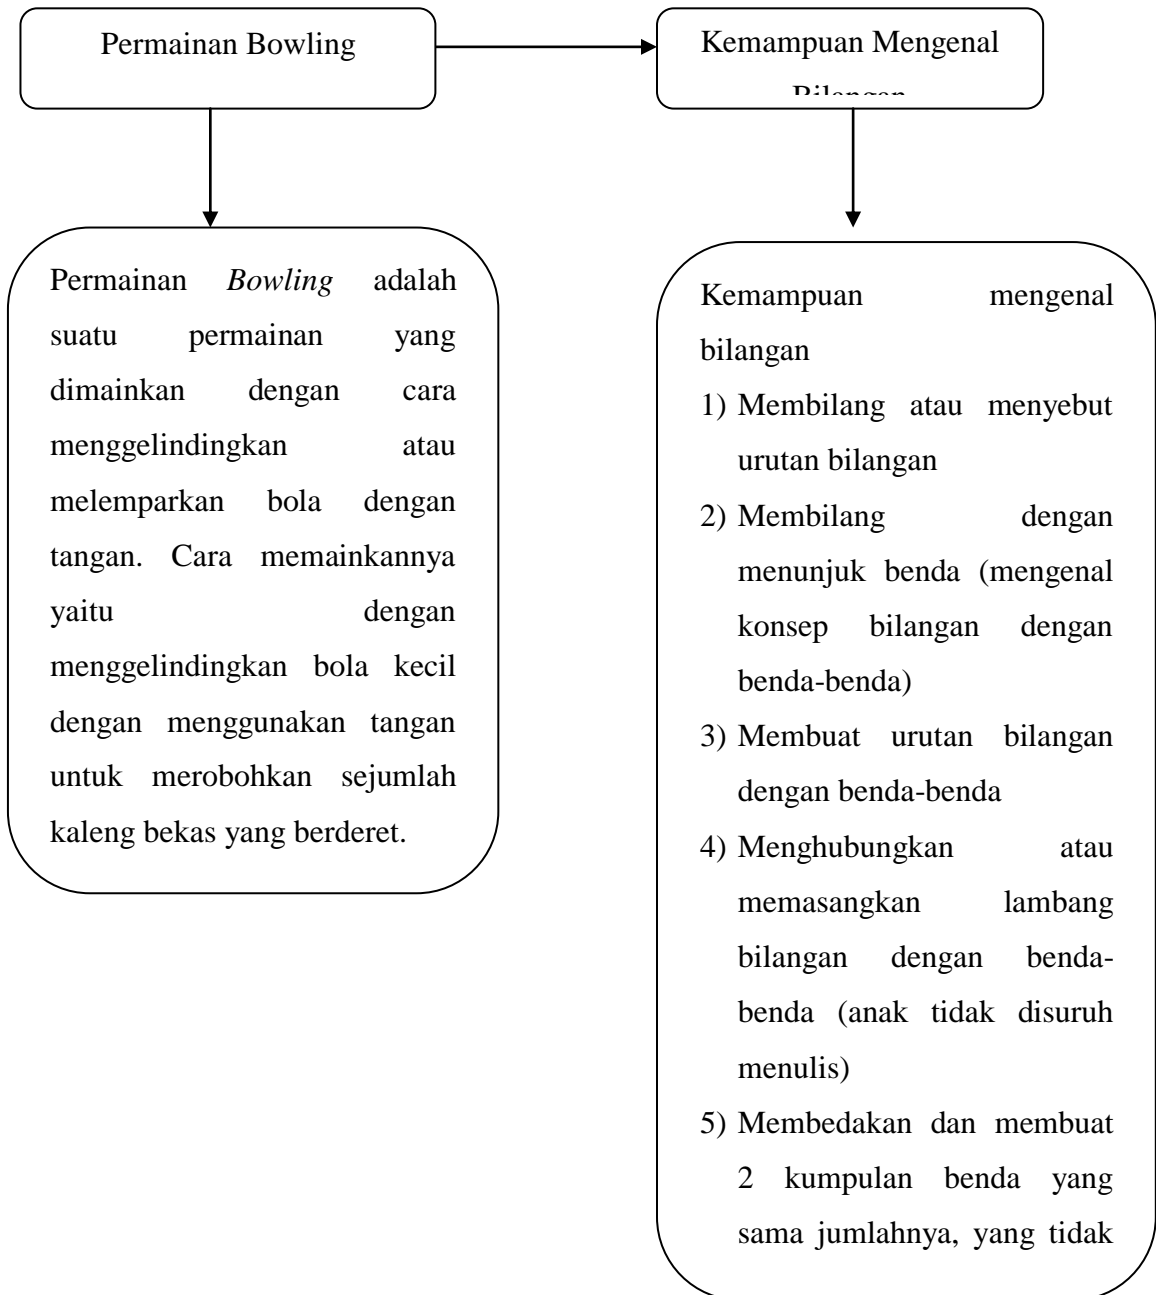 Permainan Bowling
Kemampuan Mengenal
Bilangan
Permainan Bowling adalah
suatu permainan yang
dimainkan dengan cara
menggelindingkan atau
melemparkan bola dengan
tangan. Cara memainkannya
yaitu dengan
menggelindingkan bola kecil
dengan menggunakan tangan
untuk merobohkan sejumlah
kaleng bekas yang berderet.
Kemampuan mengenal
bilangan
1) Membilang atau menyebut
urutan bilangan
2) Membilang dengan
menunjuk benda (mengenal
konsep bilangan dengan
benda-benda)
3) Membuat urutan bilangan
dengan benda-benda
4) Menghubungkan atau
memasangkan lambang
bilangan dengan benda-
benda (anak tidak disuruh
menulis)
5) Membedakan dan membuat
2 kumpulan benda yang
sama jumlahnya, yang tidak